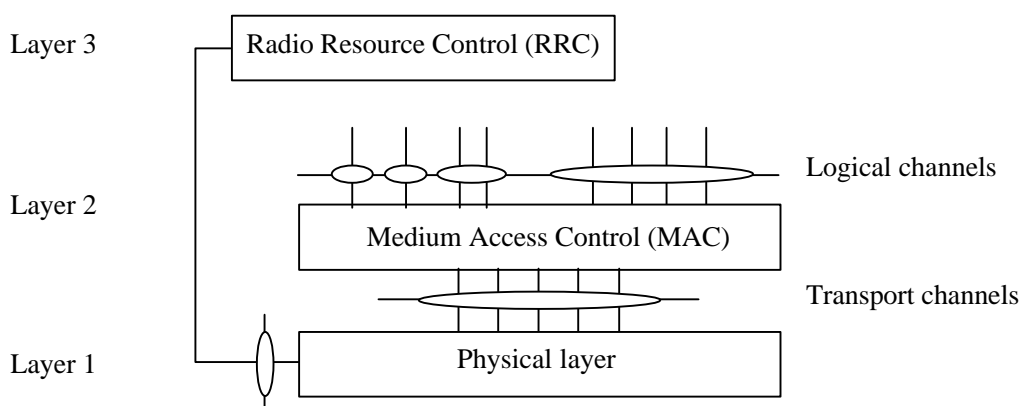 Layer 3
Radio Resource Control (RRC)
Logical channels
Layer 2
Medium Access Control (MAC)
Transport channels
Layer 1
Physical layer